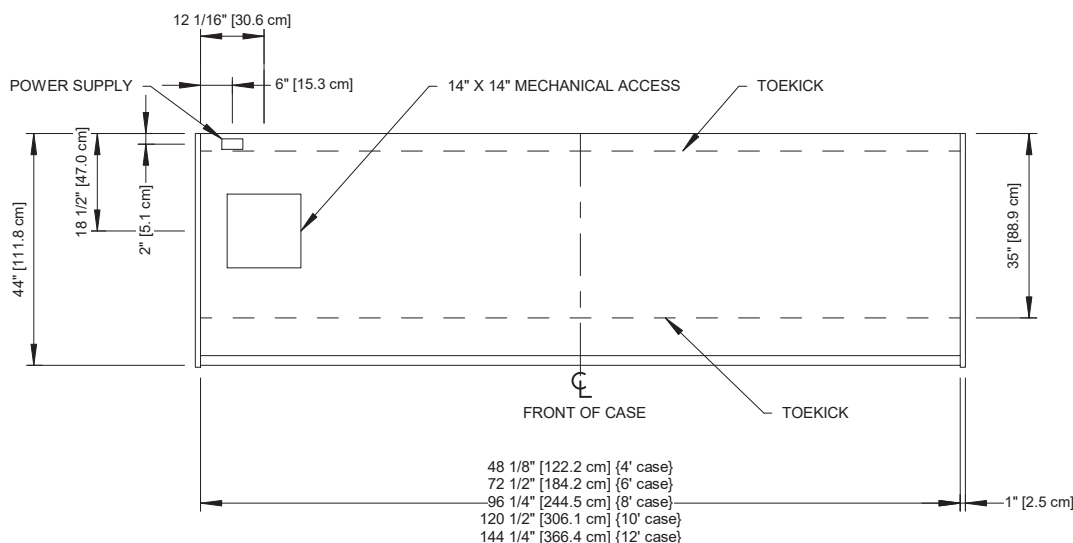 12 1/16" [30.6 cm]
POWER SUPPLY
6" [15.3 cm]
14" X 14" MECHANICAL ACCESS
TOEKICK
44" [111.8 cm]
18 1/2" [47.0 cm]
2" [5.1 cm]
35" [88.9 cm]
CL
FRONT OF CASE
TOEKICK
48 1/8" [122.2 cm] {4' case}
72 1/2" [184.2 cm] {6' case}
96 1/4" [244.5 cm] {8' case}
120 1/2" [306.1 cm] {10' case}
144 1/4" [366.4 cm] {12' case}
1" [2.5 cm]